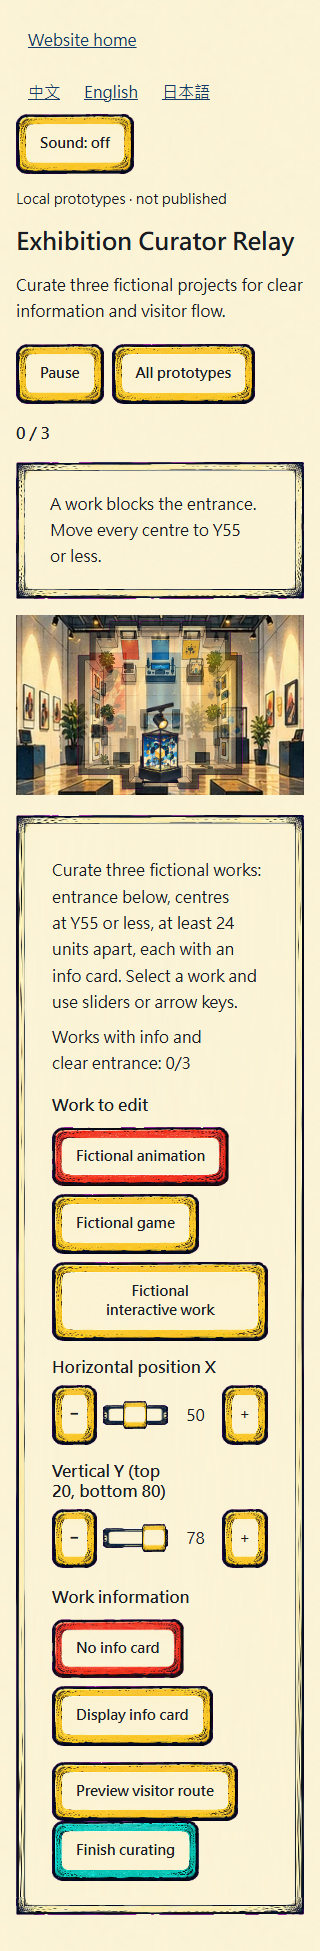 Website home
中文 English 日本語
Sound: off
Local prototypes · not published
Exhibition Curator Relay
Curate three fictional projects for clear
information and visitor flow.
Pause All prototypes
0 / 3
A work blocks the entrance.
Move every centre to Y55
or less.
Curate three fictional works:
entrance below, centres
at Y55 or less, at least 24
units apart, each with an
info card. Select a work and
use sliders or arrow keys.
Works with info and
clear entrance: 0/3
Work to edit
Fictional animation
Fictional game
Fictional
interactive work
Horizontal position X
− 50 +
Vertical Y (top
20, bottom 80)
− 78 +
Work information
No info card
Display info card
Preview visitor route
Finish curating